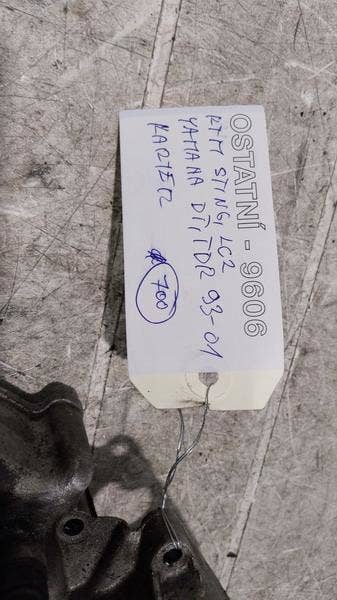 OSTATNÍ - 9606
KTM STING, LC2
YAMAHA DT, TDR 93-01
KARTER
700